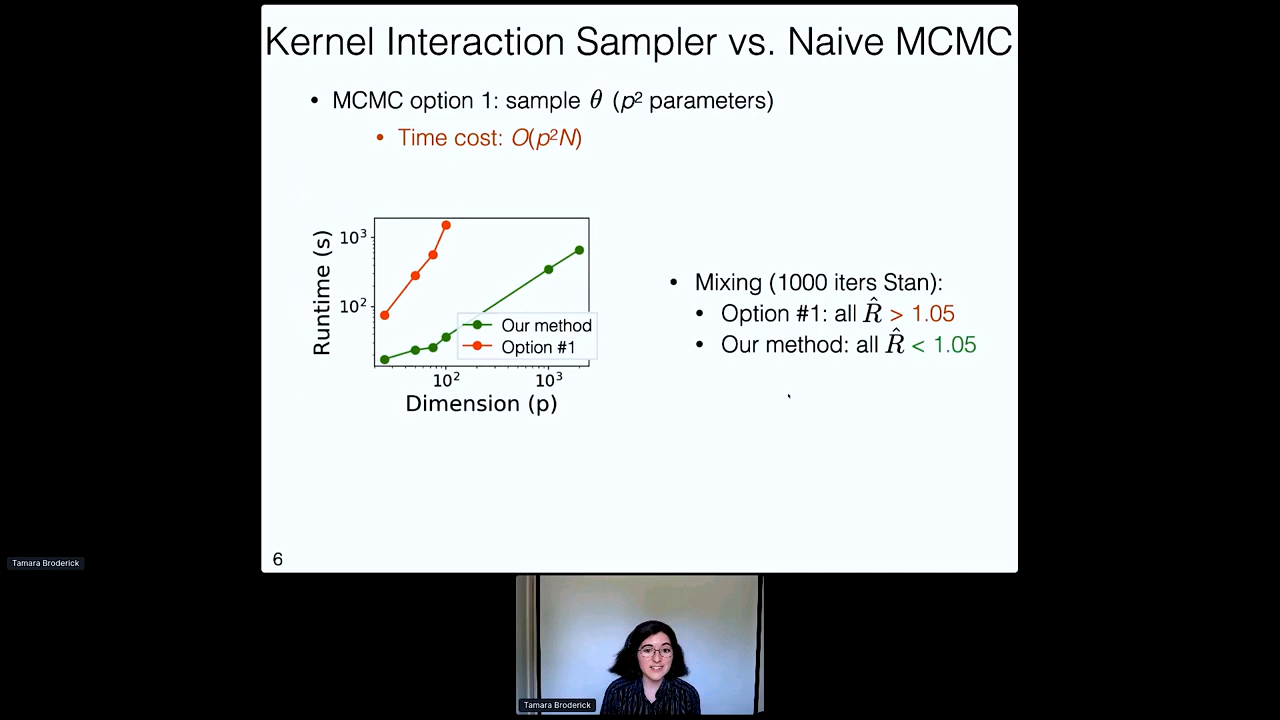 Kernel Interaction Sampler vs. Naive MCMC
• MCMC option 1: sample θ (p² parameters)
• Time cost: O(p²N)
Runtime (s)
10³
10²
Our method
Option #1
10² 10³
Dimension (p)
• Mixing (1000 iters Stan):
• Option #1: all R̂ > 1.05
• Our method: all R̂ < 1.05
6
Tamara Broderick
Tamara Broderick